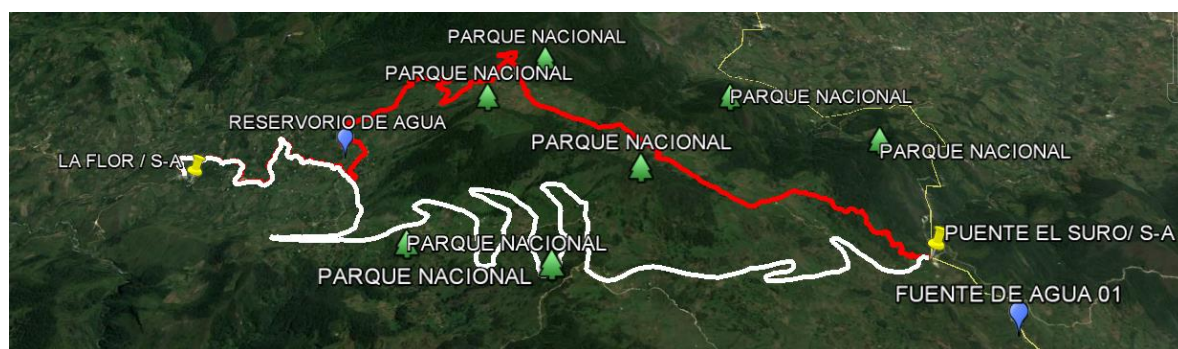 PARQUE NACIONAL
PARQUE NACIONAL
PARQUE NACIONAL
RESERVORIO DE AGUA
PARQUE NACIONAL
PARQUE NACIONAL
LA FLOR / S-A
PUENTE EL SURO/ S-A
PARQUE NACIONAL
PARQUE NACIONAL
FUENTE DE AGUA 01